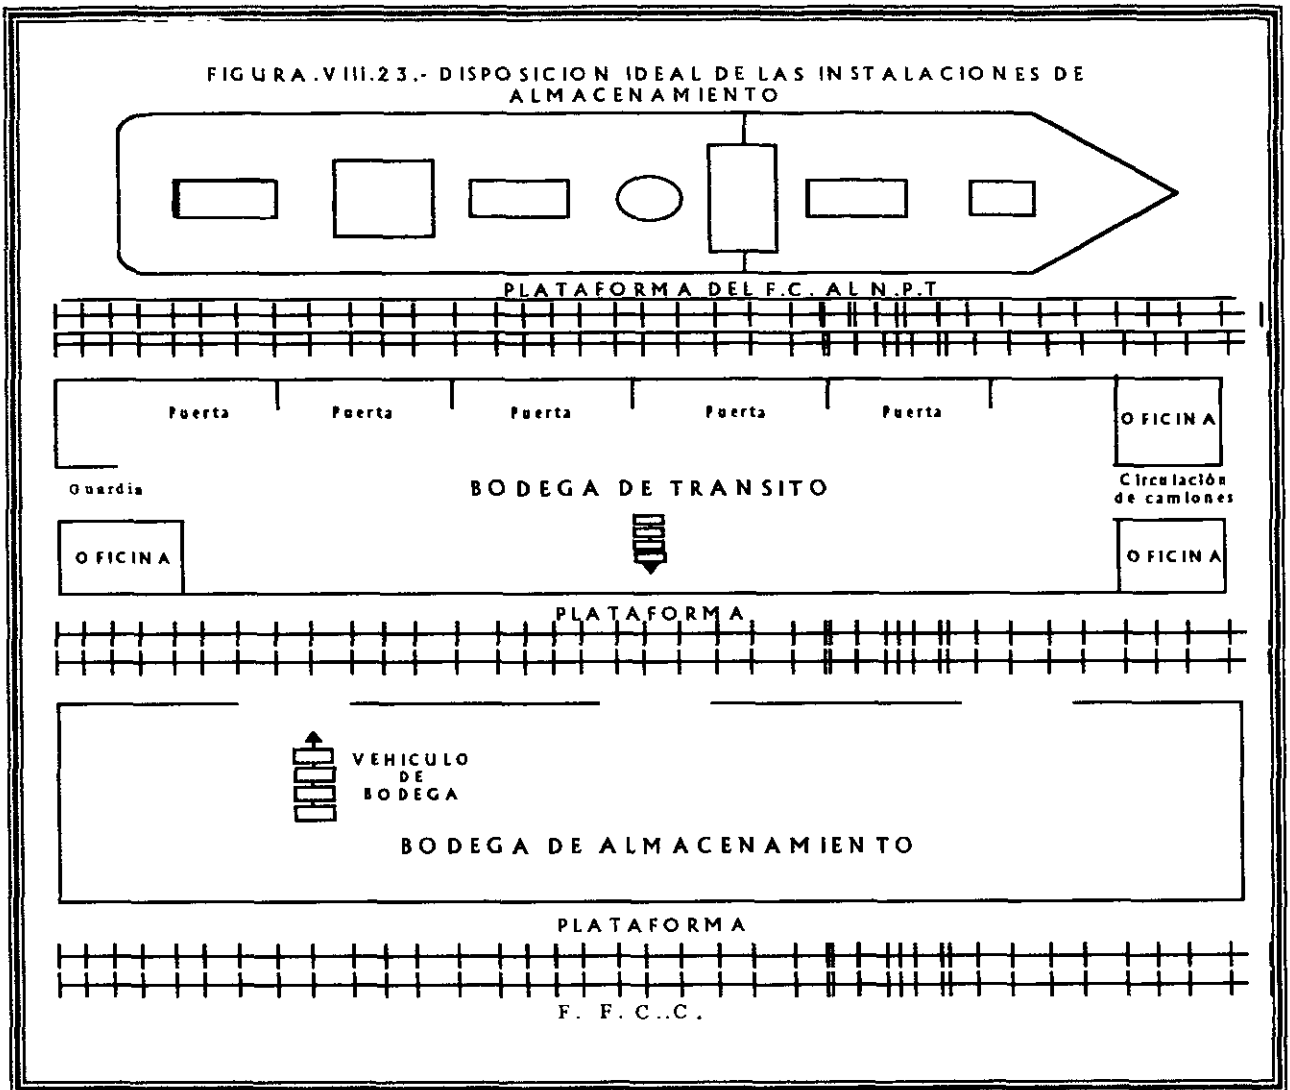 FIGURA.VIII.23.- DISPOSICION IDEAL DE LAS INSTALACIONES DE
ALMACENAMIENTO
PLATAFORMA DEL F.C. AL N.P.T
Puerta Puerta Puerta Puerta Puerta
OFICINA
Guardia
BODEGA DE TRANSITO
Circulación
de camiones
OFICINA
OFICINA
PLATAFORMA
VEHICULO
DE
BODEGA
BODEGA DE ALMACENAMIENTO
PLATAFORMA
F. F. C..C.